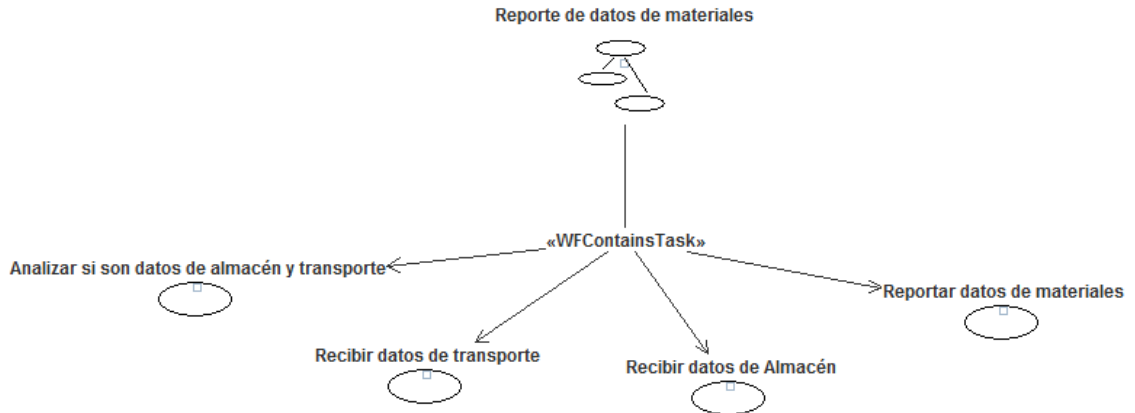 Reporte de datos de materiales
«WFContainsTask»
Analizar si son datos de almacén y transporte
Reportar datos de materiales
Recibir datos de transporte
Recibir datos de Almacén